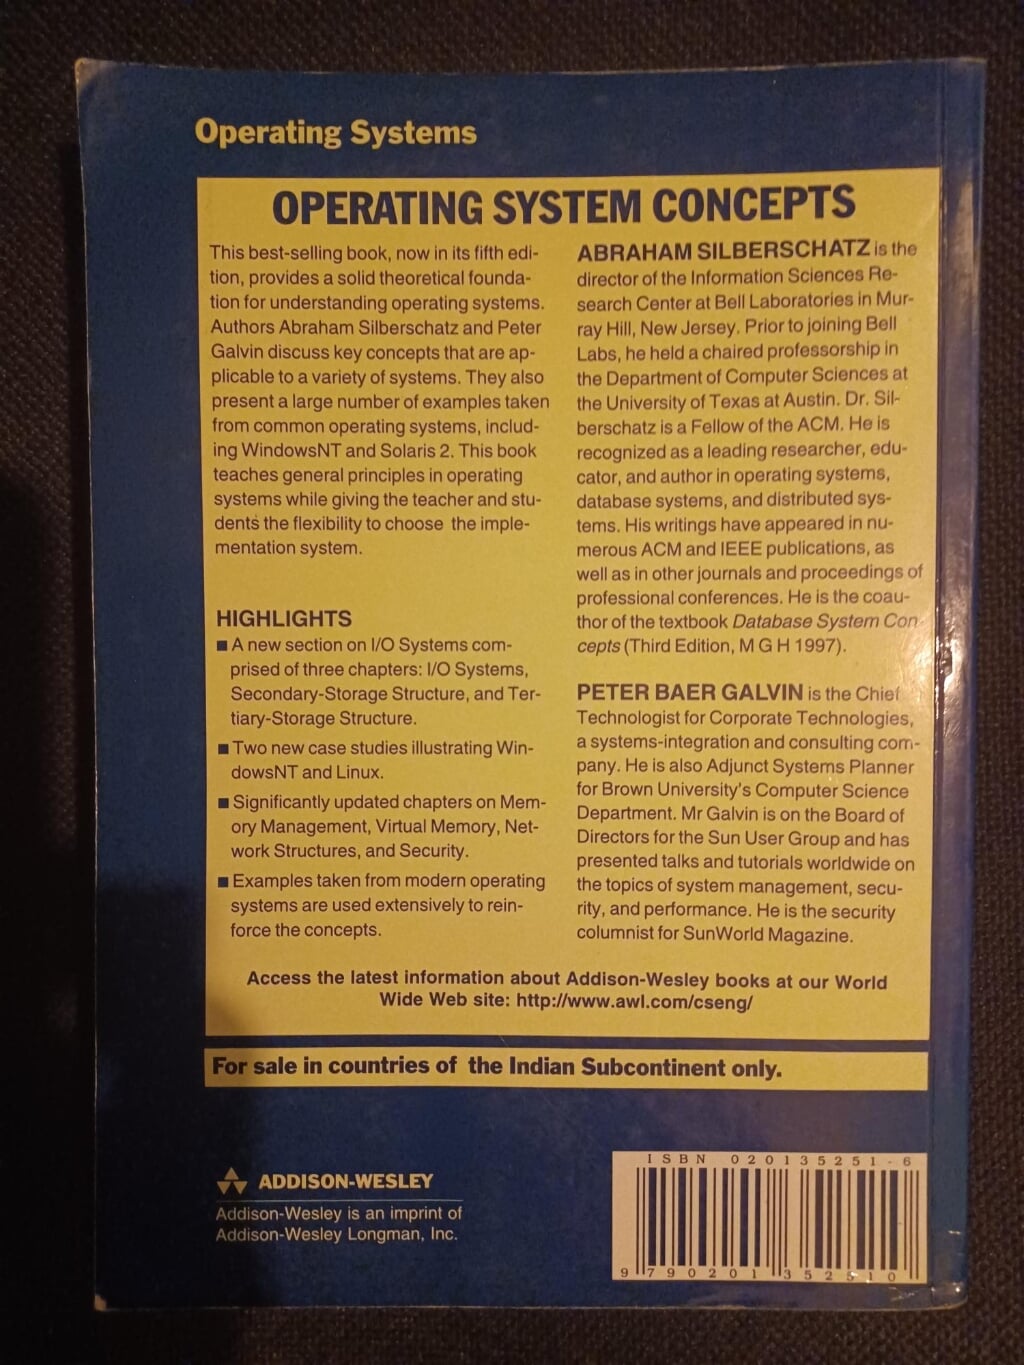 Operating Systems
OPERATING SYSTEM CONCEPTS
This best-selling book, now in its fifth edi-
tion, provides a solid theoretical founda-
tion for understanding operating systems.
Authors Abraham Silberschatz and Peter
Galvin discuss key concepts that are ap-
plicable to a variety of systems. They also
present a large number of examples taken
from common operating systems, includ-
ing WindowsNT and Solaris 2. This book
teaches general principles in operating
systems while giving the teacher and stu-
dents the flexibility to choose the imple-
mentation system.
HIGHLIGHTS
■ A new section on I/O Systems com-
prised of three chapters: I/O Systems,
Secondary-Storage Structure, and Ter-
tiary-Storage Structure.
■ Two new case studies illustrating Win-
dowsNT and Linux.
■ Significantly updated chapters on Mem-
ory Management, Virtual Memory, Net-
work Structures, and Security.
■ Examples taken from modern operating
systems are used extensively to rein-
force the concepts.
ABRAHAM SILBERSCHATZ is the
director of the Information Sciences Re-
search Center at Bell Laboratories in Mur-
ray Hill, New Jersey. Prior to joining Bell
Labs, he held a chaired professorship in
the Department of Computer Sciences at
the University of Texas at Austin. Dr. Sil-
berschatz is a Fellow of the ACM. He is
recognized as a leading researcher, edu-
cator, and author in operating systems,
database systems, and distributed sys-
tems. His writings have appeared in nu-
merous ACM and IEEE publications, as
well as in other journals and proceedings of
professional conferences. He is the coau-
thor of the textbook Database System Con-
cepts (Third Edition, M G H 1997).
PETER BAER GALVIN is the Chief
Technologist for Corporate Technologies,
a systems-integration and consulting com-
pany. He is also Adjunct Systems Planner
for Brown University's Computer Science
Department. Mr Galvin is on the Board of
Directors for the Sun User Group and has
presented talks and tutorials worldwide on
the topics of system management, secu-
rity, and performance. He is the security
columnist for SunWorld Magazine.
Access the latest information about Addison-Wesley books at our World
Wide Web site: http://www.awl.com/cseng/
For sale in countries of the Indian Subcontinent only.
ADDISON-WESLEY
Addison-Wesley is an imprint of
Addison-Wesley Longman, Inc.
ISBN 020135251-6
9 790201 352510